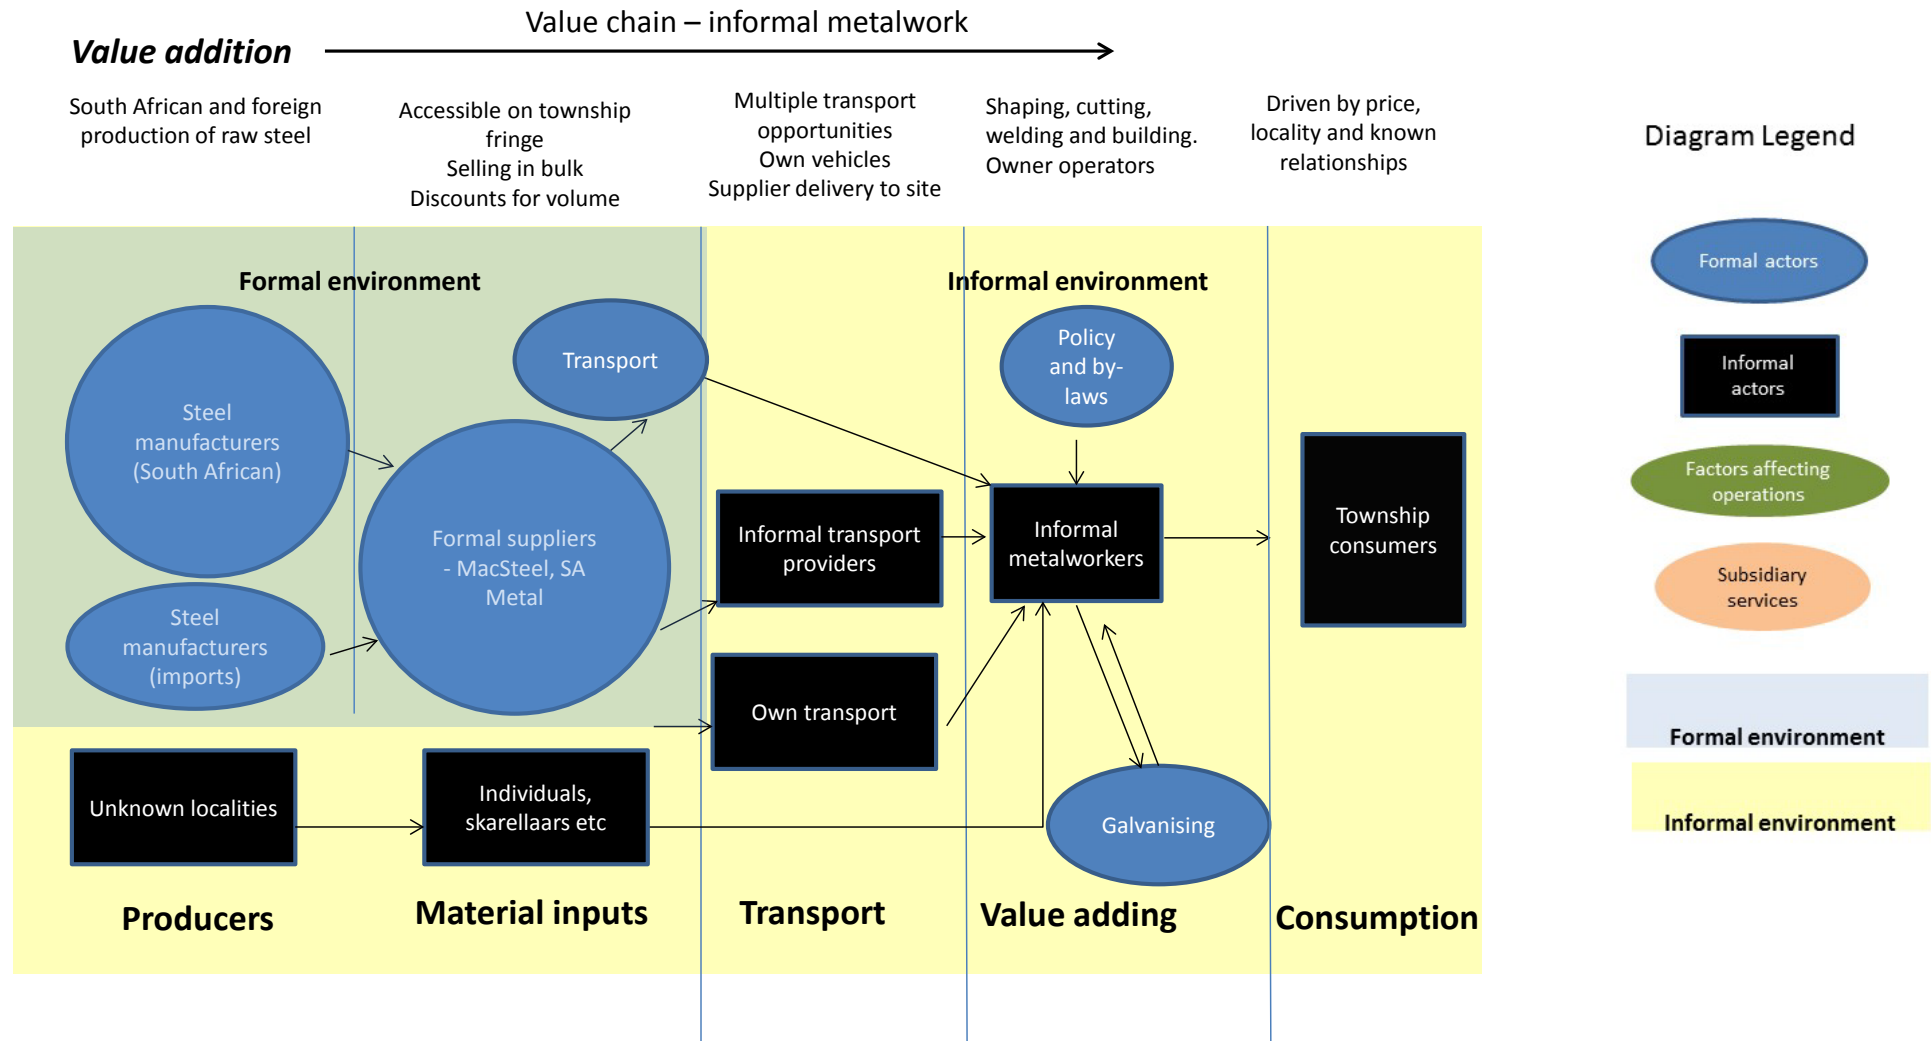 Value chain – informal metalwork
Value addition
South African and foreign
production of raw steel
Accessible on township
fringe
Selling in bulk
Discounts for volume
Multiple transport
opportunities
Own vehicles
Supplier delivery to site
Shaping, cutting,
welding and building.
Owner operators
Driven by price,
locality and known
relationships
Formal environment
Informal environment
Steel
manufacturers
(South African)
Steel
manufacturers
(imports)
Transport
Formal suppliers
- MacSteel, SA
Metal
Policy
and by-
laws
Informal transport
providers
Informal
metalworkers
Township
consumers
Own transport
Unknown localities
Individuals,
skarellaars etc
Galvanising
Producers
Material inputs
Transport
Value adding
Consumption
Diagram Legend
Formal actors
Informal
actors
Factors affecting
operations
Subsidiary
services
Formal environment
Informal environment